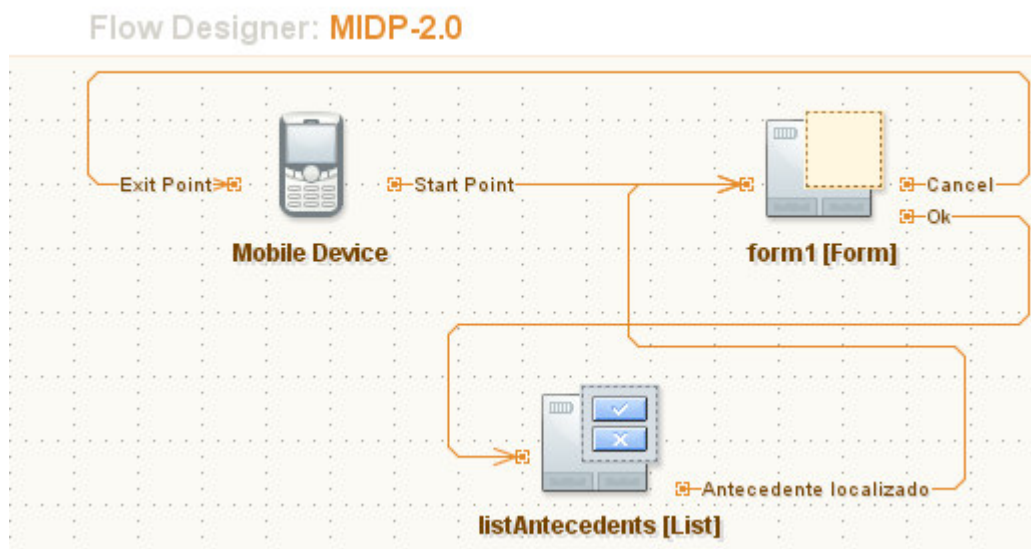 Flow Designer: MIDP-2.0
Exit Point
Start Point
Cancel
Ok
Mobile Device
form1 [Form]
Antecedente localizado
listAntecedents [List]